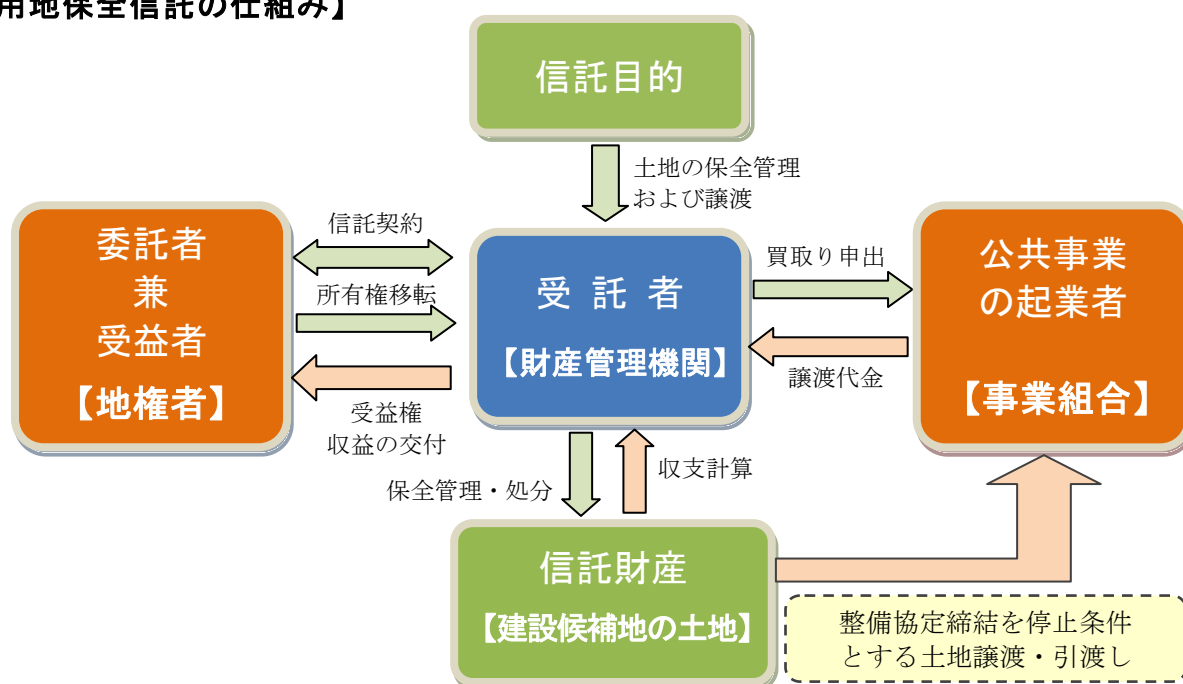 用地保全信託の仕組み】
信託目的
土地の保全管理
および譲渡
委託者
兼
受益者
【地権者】
信託契約
所有権移転
受益権
収益の交付
受 託 者
【財産管理機関】
買取り申出
譲渡代金
公共事業
の起業者
【事業組合】
保全管理・処分
収支計算
信託財産
【建設候補地の土地】
整備協定締結を停止条件
とする土地譲渡・引渡し